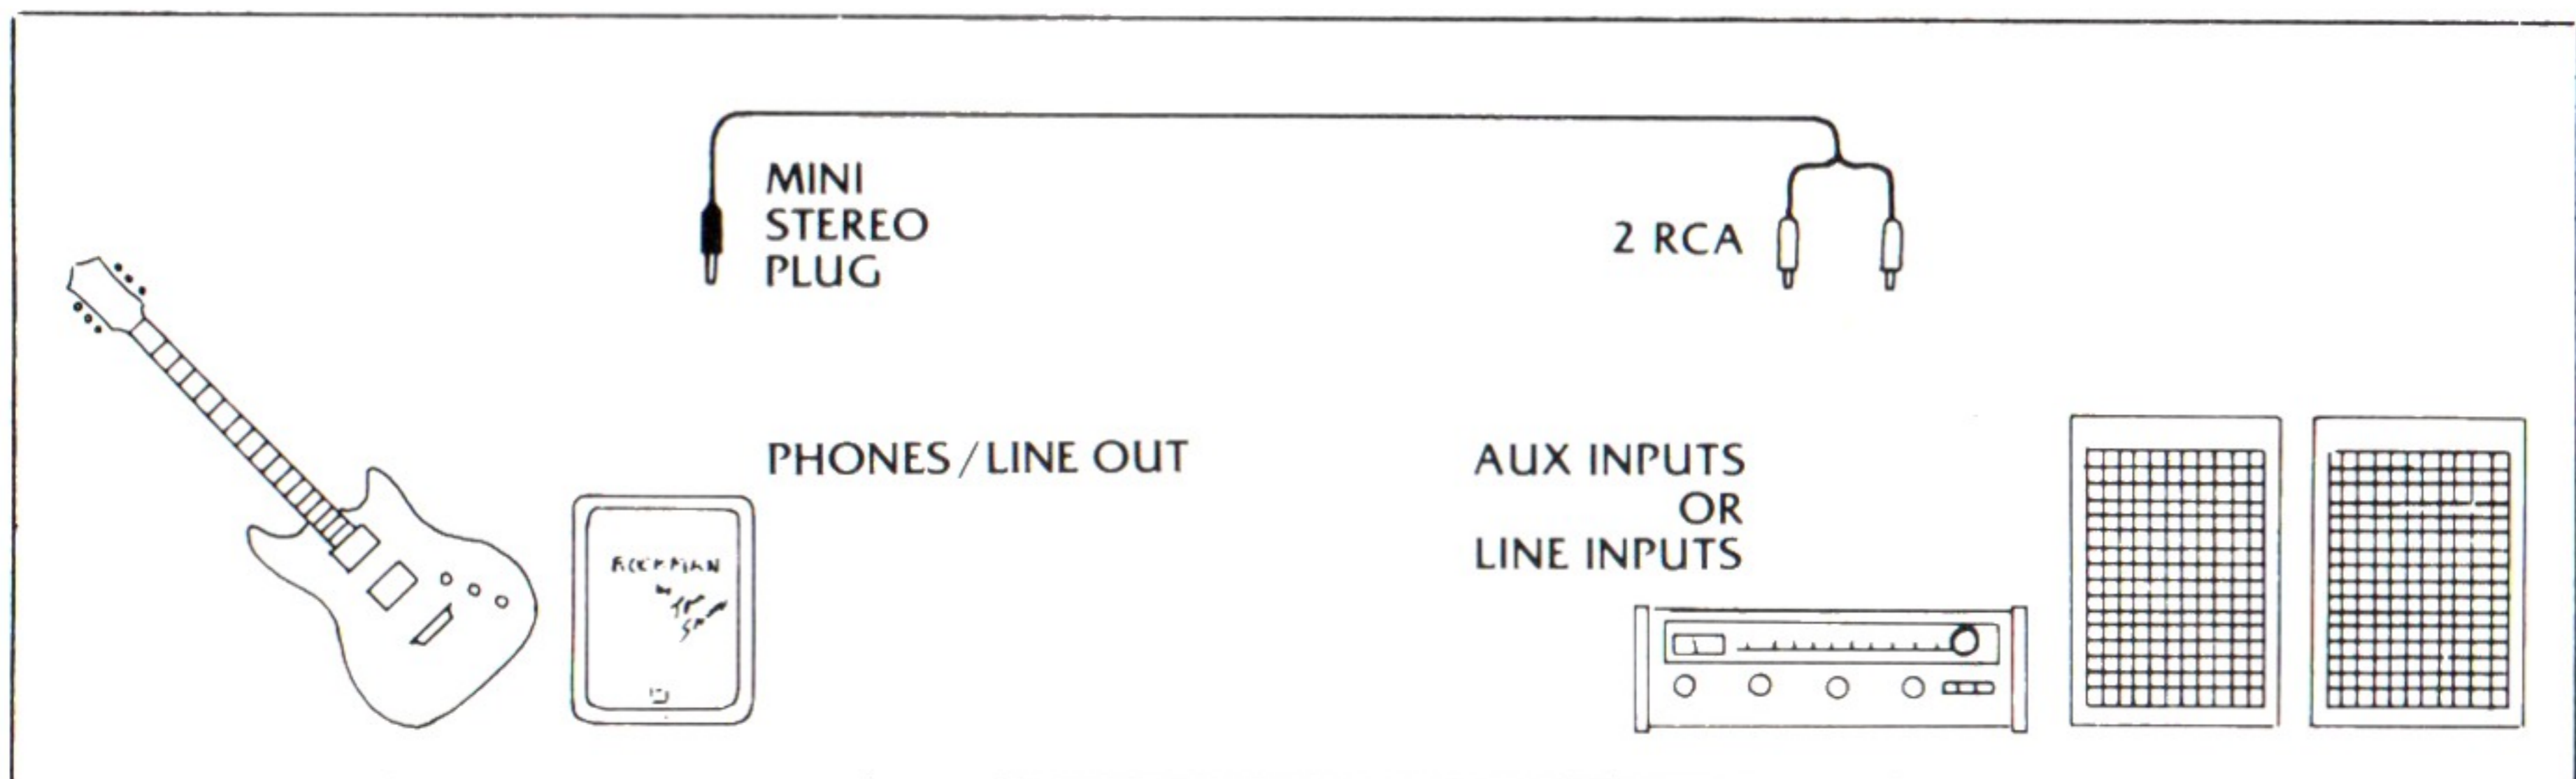 MINI
STEREO
PLUG
2 RCA
PHONES / LINE OUT
AUX INPUTS
OR
LINE INPUTS